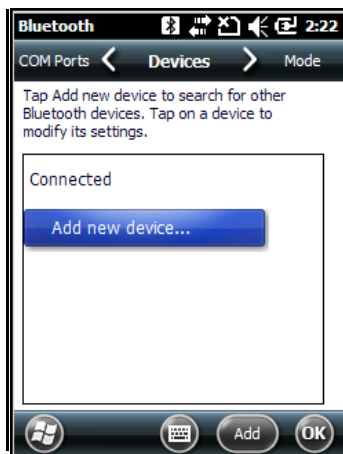 Bluetooth 2:22
COM Ports Devices Mode
Tap Add new device to search for other
Bluetooth devices. Tap on a device to
modify its settings.
Connected
Add new device...
Add OK